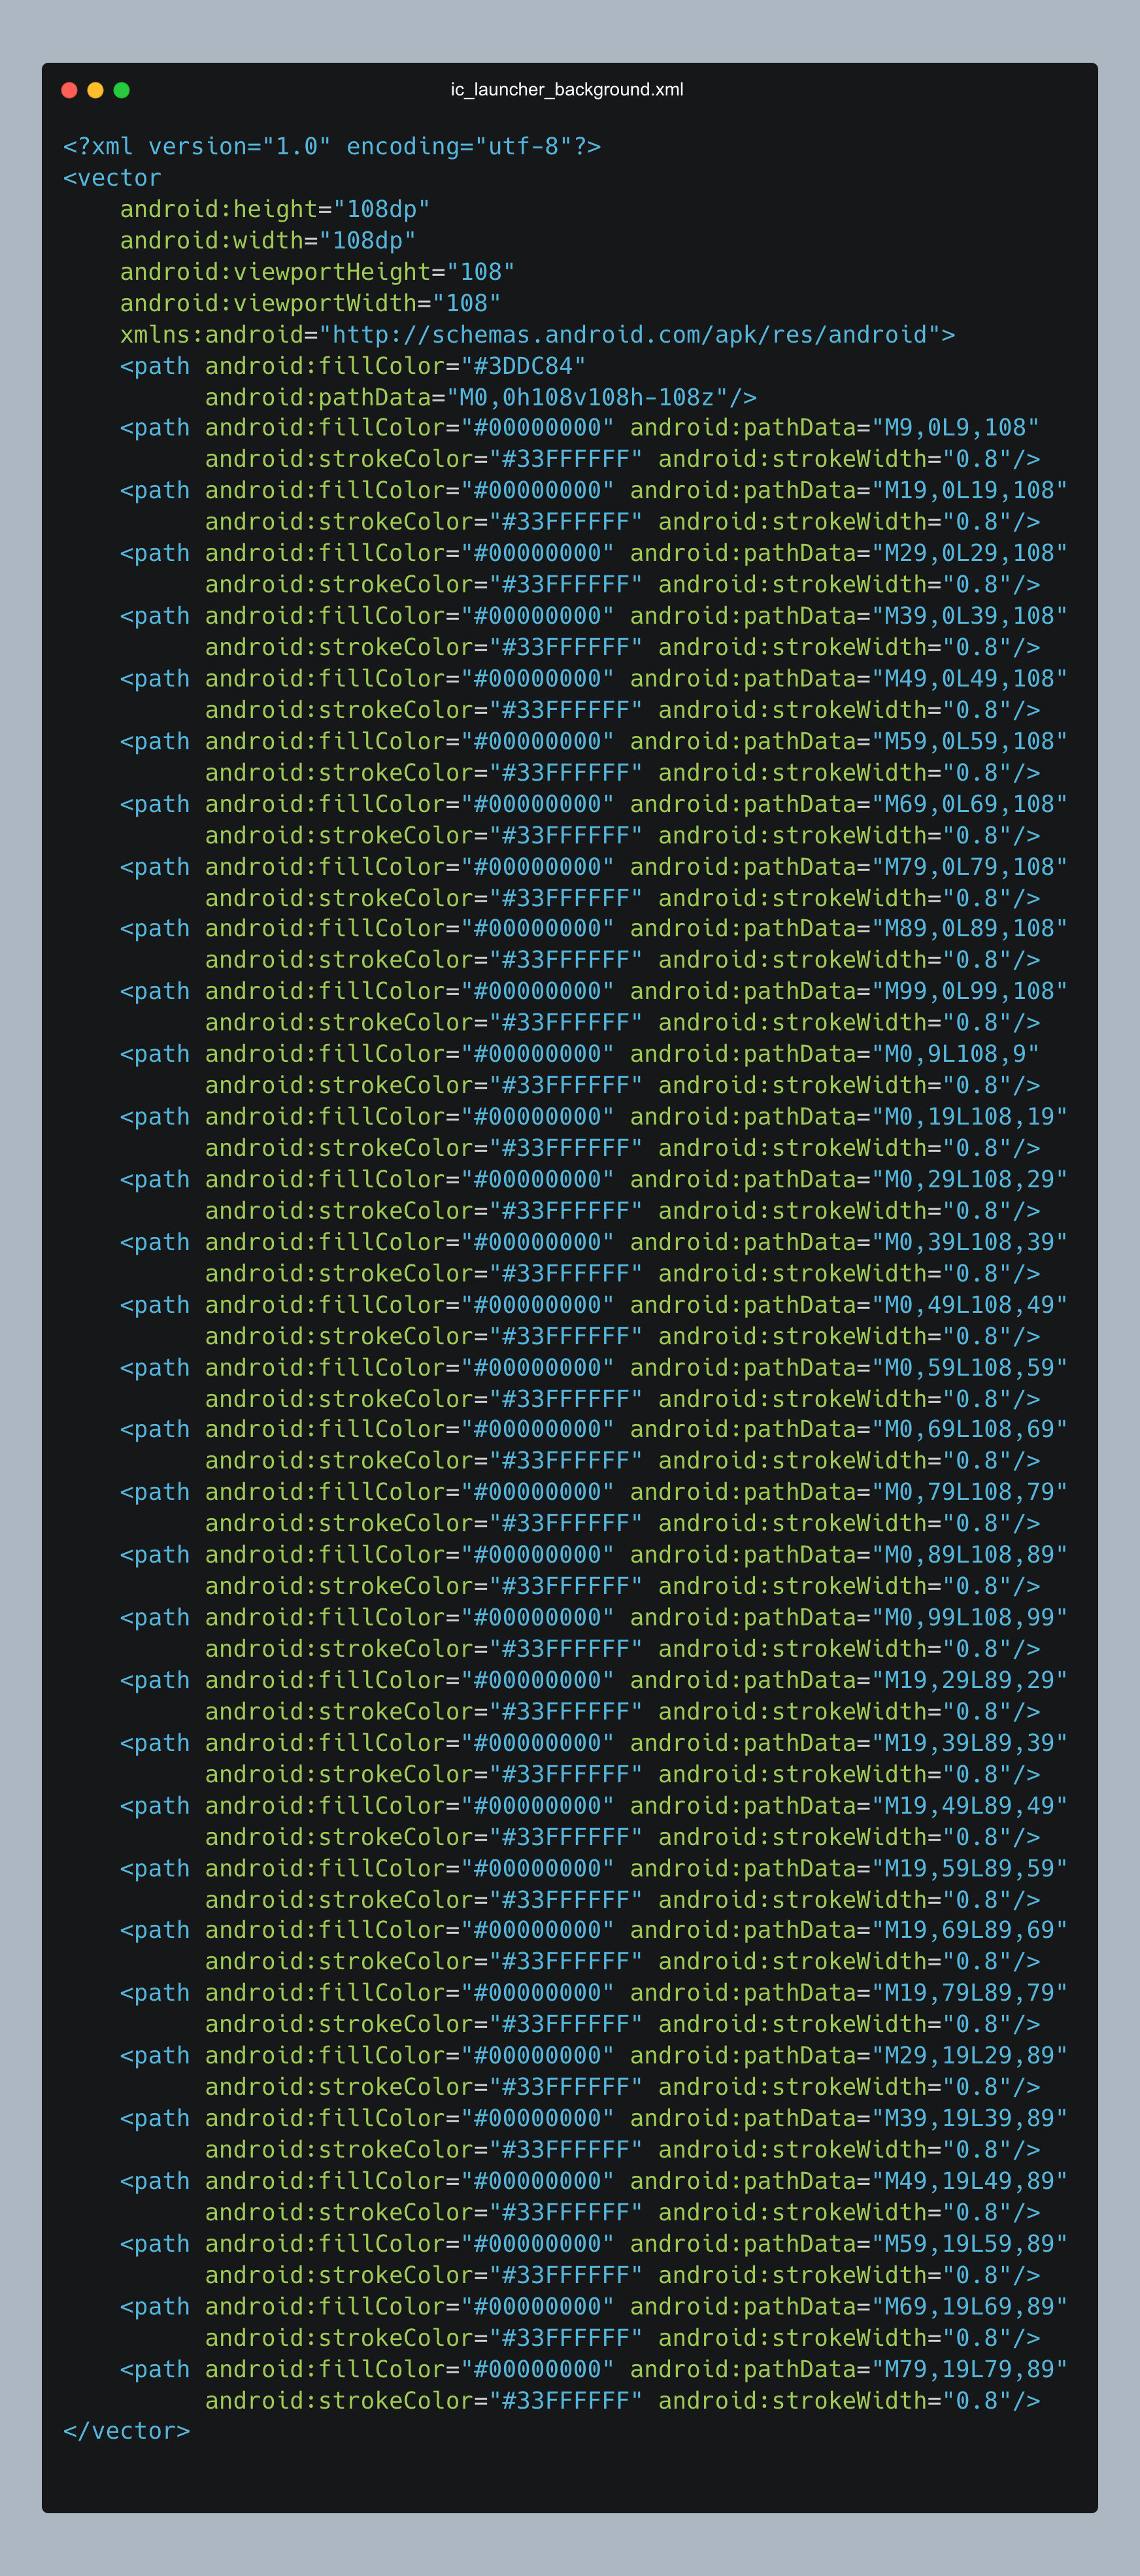 ic_launcher_background.xml
<?xml version="1.0" encoding="utf-8"?>
<vector
    android:height="108dp"
    android:width="108dp"
    android:viewportHeight="108"
    android:viewportWidth="108"
    xmlns:android="http://schemas.android.com/apk/res/android">
    <path android:fillColor="#3DDC84"
          android:pathData="M0,0h108v108h-108z"/>
    <path android:fillColor="#00000000" android:pathData="M9,0L9,108"
          android:strokeColor="#33FFFFFF" android:strokeWidth="0.8"/>
    <path android:fillColor="#00000000" android:pathData="M19,0L19,108"
          android:strokeColor="#33FFFFFF" android:strokeWidth="0.8"/>
    <path android:fillColor="#00000000" android:pathData="M29,0L29,108"
          android:strokeColor="#33FFFFFF" android:strokeWidth="0.8"/>
    <path android:fillColor="#00000000" android:pathData="M39,0L39,108"
          android:strokeColor="#33FFFFFF" android:strokeWidth="0.8"/>
    <path android:fillColor="#00000000" android:pathData="M49,0L49,108"
          android:strokeColor="#33FFFFFF" android:strokeWidth="0.8"/>
    <path android:fillColor="#00000000" android:pathData="M59,0L59,108"
          android:strokeColor="#33FFFFFF" android:strokeWidth="0.8"/>
    <path android:fillColor="#00000000" android:pathData="M69,0L69,108"
          android:strokeColor="#33FFFFFF" android:strokeWidth="0.8"/>
    <path android:fillColor="#00000000" android:pathData="M79,0L79,108"
          android:strokeColor="#33FFFFFF" android:strokeWidth="0.8"/>
    <path android:fillColor="#00000000" android:pathData="M89,0L89,108"
          android:strokeColor="#33FFFFFF" android:strokeWidth="0.8"/>
    <path android:fillColor="#00000000" android:pathData="M99,0L99,108"
          android:strokeColor="#33FFFFFF" android:strokeWidth="0.8"/>
    <path android:fillColor="#00000000" android:pathData="M0,9L108,9"
          android:strokeColor="#33FFFFFF" android:strokeWidth="0.8"/>
    <path android:fillColor="#00000000" android:pathData="M0,19L108,19"
          android:strokeColor="#33FFFFFF" android:strokeWidth="0.8"/>
    <path android:fillColor="#00000000" android:pathData="M0,29L108,29"
          android:strokeColor="#33FFFFFF" android:strokeWidth="0.8"/>
    <path android:fillColor="#00000000" android:pathData="M0,39L108,39"
          android:strokeColor="#33FFFFFF" android:strokeWidth="0.8"/>
    <path android:fillColor="#00000000" android:pathData="M0,49L108,49"
          android:strokeColor="#33FFFFFF" android:strokeWidth="0.8"/>
    <path android:fillColor="#00000000" android:pathData="M0,59L108,59"
          android:strokeColor="#33FFFFFF" android:strokeWidth="0.8"/>
    <path android:fillColor="#00000000" android:pathData="M0,69L108,69"
          android:strokeColor="#33FFFFFF" android:strokeWidth="0.8"/>
    <path android:fillColor="#00000000" android:pathData="M0,79L108,79"
          android:strokeColor="#33FFFFFF" android:strokeWidth="0.8"/>
    <path android:fillColor="#00000000" android:pathData="M0,89L108,89"
          android:strokeColor="#33FFFFFF" android:strokeWidth="0.8"/>
    <path android:fillColor="#00000000" android:pathData="M0,99L108,99"
          android:strokeColor="#33FFFFFF" android:strokeWidth="0.8"/>
    <path android:fillColor="#00000000" android:pathData="M19,29L89,29"
          android:strokeColor="#33FFFFFF" android:strokeWidth="0.8"/>
    <path android:fillColor="#00000000" android:pathData="M19,39L89,39"
          android:strokeColor="#33FFFFFF" android:strokeWidth="0.8"/>
    <path android:fillColor="#00000000" android:pathData="M19,49L89,49"
          android:strokeColor="#33FFFFFF" android:strokeWidth="0.8"/>
    <path android:fillColor="#00000000" android:pathData="M19,59L89,59"
          android:strokeColor="#33FFFFFF" android:strokeWidth="0.8"/>
    <path android:fillColor="#00000000" android:pathData="M19,69L89,69"
          android:strokeColor="#33FFFFFF" android:strokeWidth="0.8"/>
    <path android:fillColor="#00000000" android:pathData="M19,79L89,79"
          android:strokeColor="#33FFFFFF" android:strokeWidth="0.8"/>
    <path android:fillColor="#00000000" android:pathData="M29,19L29,89"
          android:strokeColor="#33FFFFFF" android:strokeWidth="0.8"/>
    <path android:fillColor="#00000000" android:pathData="M39,19L39,89"
          android:strokeColor="#33FFFFFF" android:strokeWidth="0.8"/>
    <path android:fillColor="#00000000" android:pathData="M49,19L49,89"
          android:strokeColor="#33FFFFFF" android:strokeWidth="0.8"/>
    <path android:fillColor="#00000000" android:pathData="M59,19L59,89"
          android:strokeColor="#33FFFFFF" android:strokeWidth="0.8"/>
    <path android:fillColor="#00000000" android:pathData="M69,19L69,89"
          android:strokeColor="#33FFFFFF" android:strokeWidth="0.8"/>
    <path android:fillColor="#00000000" android:pathData="M79,19L79,89"
          android:strokeColor="#33FFFFFF" android:strokeWidth="0.8"/>
</vector>